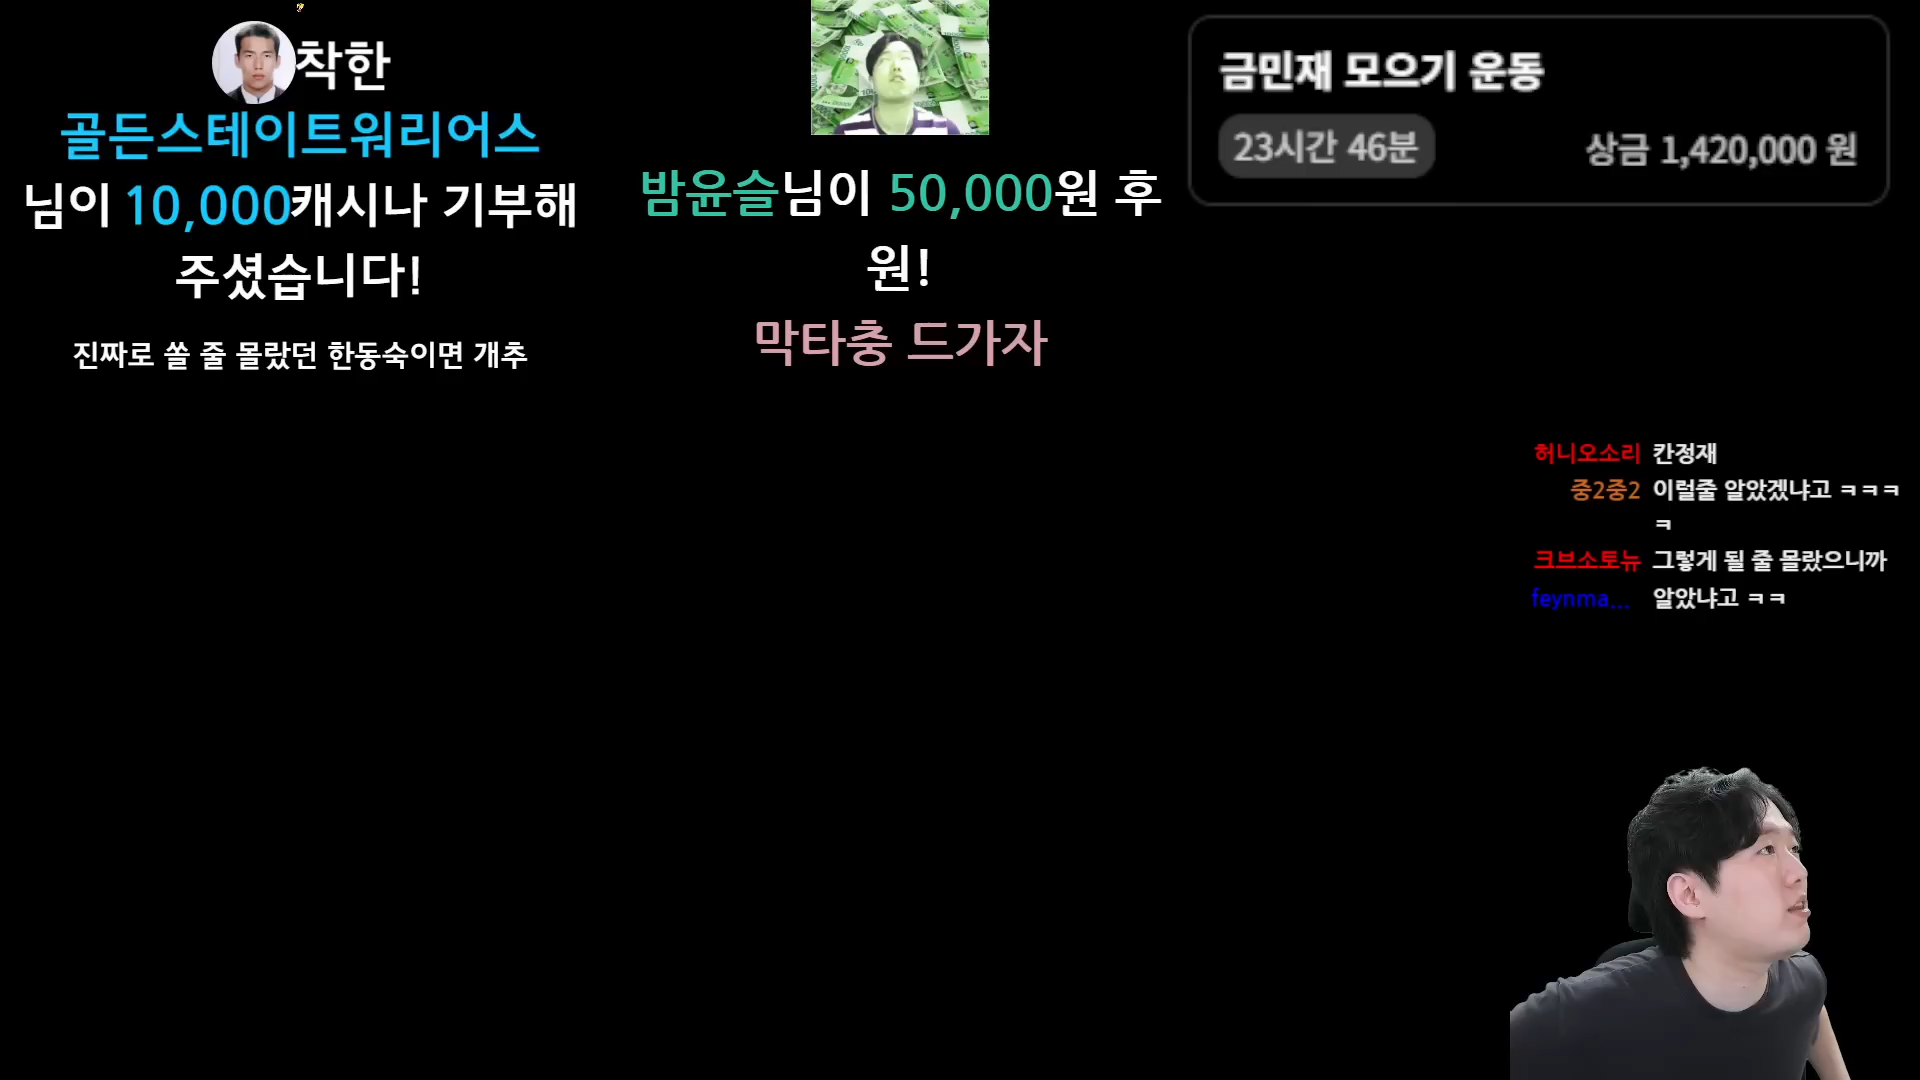 착한
골든스테이트워리어스
님이 10,000캐시나 기부해
주셨습니다!
진짜로 쏠 줄 몰랐던 한동숙이면 개추
밤윤슬님이 50,000원 후
원!
막타충 드가자
금민재 모으기 운동
23시간 46분 상금 1,420,000 원
허니오소리 칸정재
중2중2 이럴줄 알았겠냐고 ㅋㅋㅋ
ㅋ
크브소토뉴 그렇게 될 줄 몰랐으니까
feynma... 알았냐고 ㅋㅋ